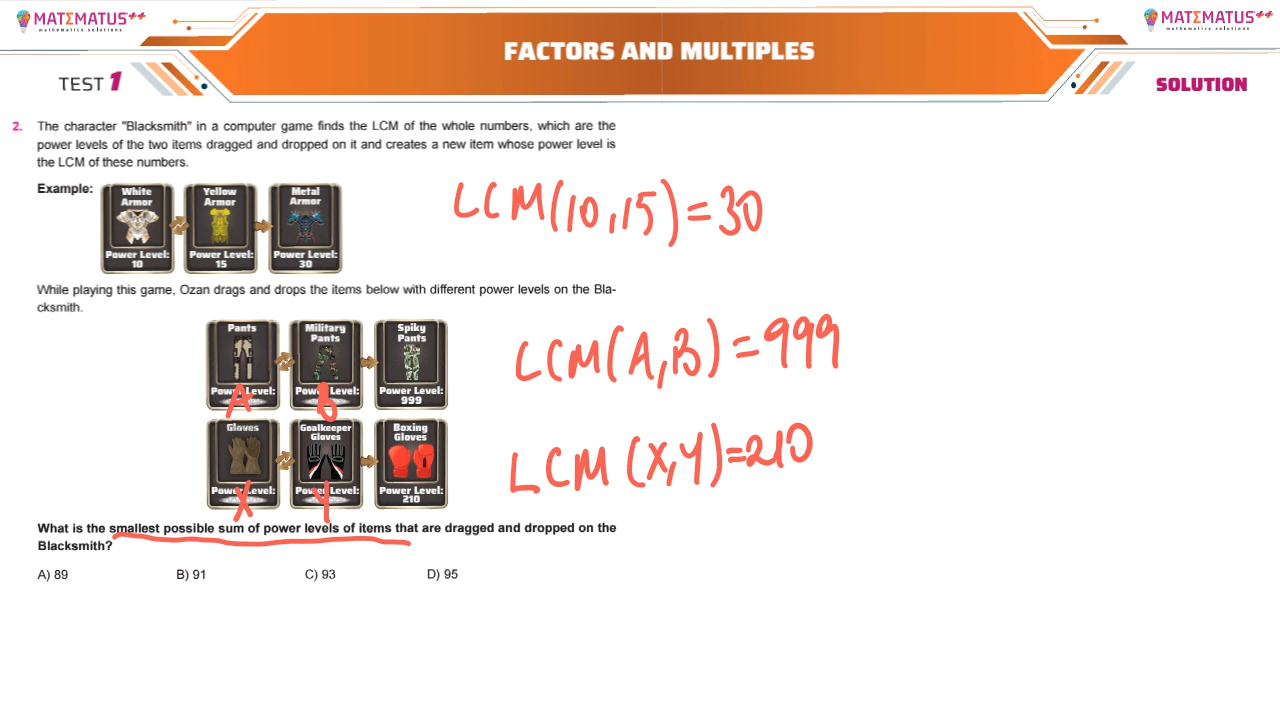 MATΣMATUS++
mathematics solutions
MATΣMATUS++
mathematics solutions
FACTORS AND MULTIPLES
TEST 1
SOLUTION
2. The character "Blacksmith" in a computer game finds the LCM of the whole numbers, which are the
power levels of the two items dragged and dropped on it and creates a new item whose power level is
the LCM of these numbers.
Example:
White
Armor
Power Level:
10
Yellow
Armor
Power Level:
15
Metal
Armor
Power Level:
30
LCM(10,15)=30
While playing this game, Ozan drags and drops the items below with different power levels on the Bla-
cksmith.
Pants
Power Level:
A
Military
Pants
Power Level:
B
Spiky
Pants
Power Level:
999
LCM(A,B)=999
Gloves
Power Level:
X
Goalkeeper
Gloves
Power Level:
Y
Boxing
Gloves
Power Level:
210
LCM(X,Y)=210
What is the smallest possible sum of power levels of items that are dragged and dropped on the
Blacksmith?
A) 89 B) 91 C) 93 D) 95